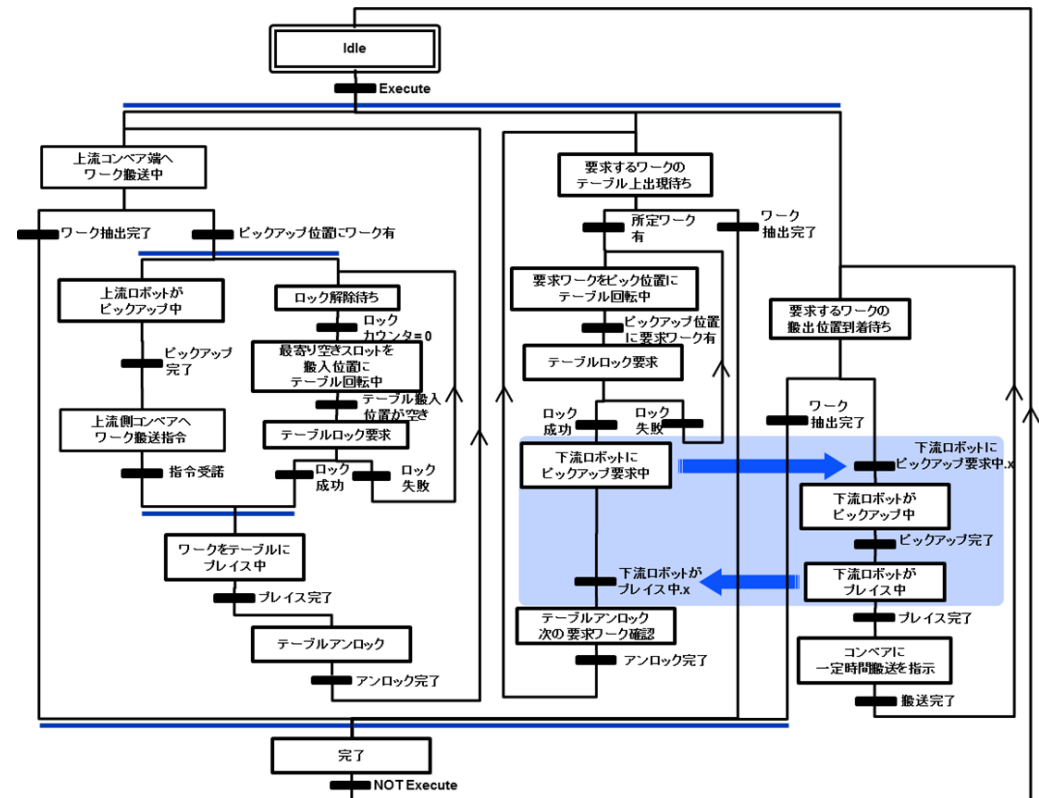 Idle
Execute
上流コンベア端へ
ワーク搬送中
ワーク抽出完了
ピックアップ位置にワーク有
上流ロボットが
ピックアップ中
ピックアップ
完了
上流側コンベアへ
ワーク搬送指令
指令受諾
ロック解除待ち
ロック
カウンタ=0
最寄り空きスロットを
搬入位置に
テーブル回転中
テーブル搬入
位置が空き
テーブルロック要求
ロック
成功
ロック
失敗
ワークをテーブルに
プレイス中
プレイス完了
テーブルアンロック
アンロック完了
要求するワークの
テーブル上出現待ち
所定ワーク
有
ワーク
抽出完了
要求ワークをピック位置に
テーブル回転中
ピックアップ位置
に要求ワーク有
テーブルロック要求
ロック
成功
ロック
失敗
下流ロボットに
ピックアップ要求中
下流ロボットが
プレイス中.x
テーブルアンロック
次の要求ワーク確認
アンロック完了
要求するワークの
搬出位置到着待ち
ワーク
抽出完了
下流ロボットに
ピックアップ要求中.x
下流ロボットが
ピックアップ中
ピックアップ完了
下流ロボットが
プレイス中
プレイス完了
コンベアに
一定時間搬送を指示
搬送完了
完了
NOT Execute